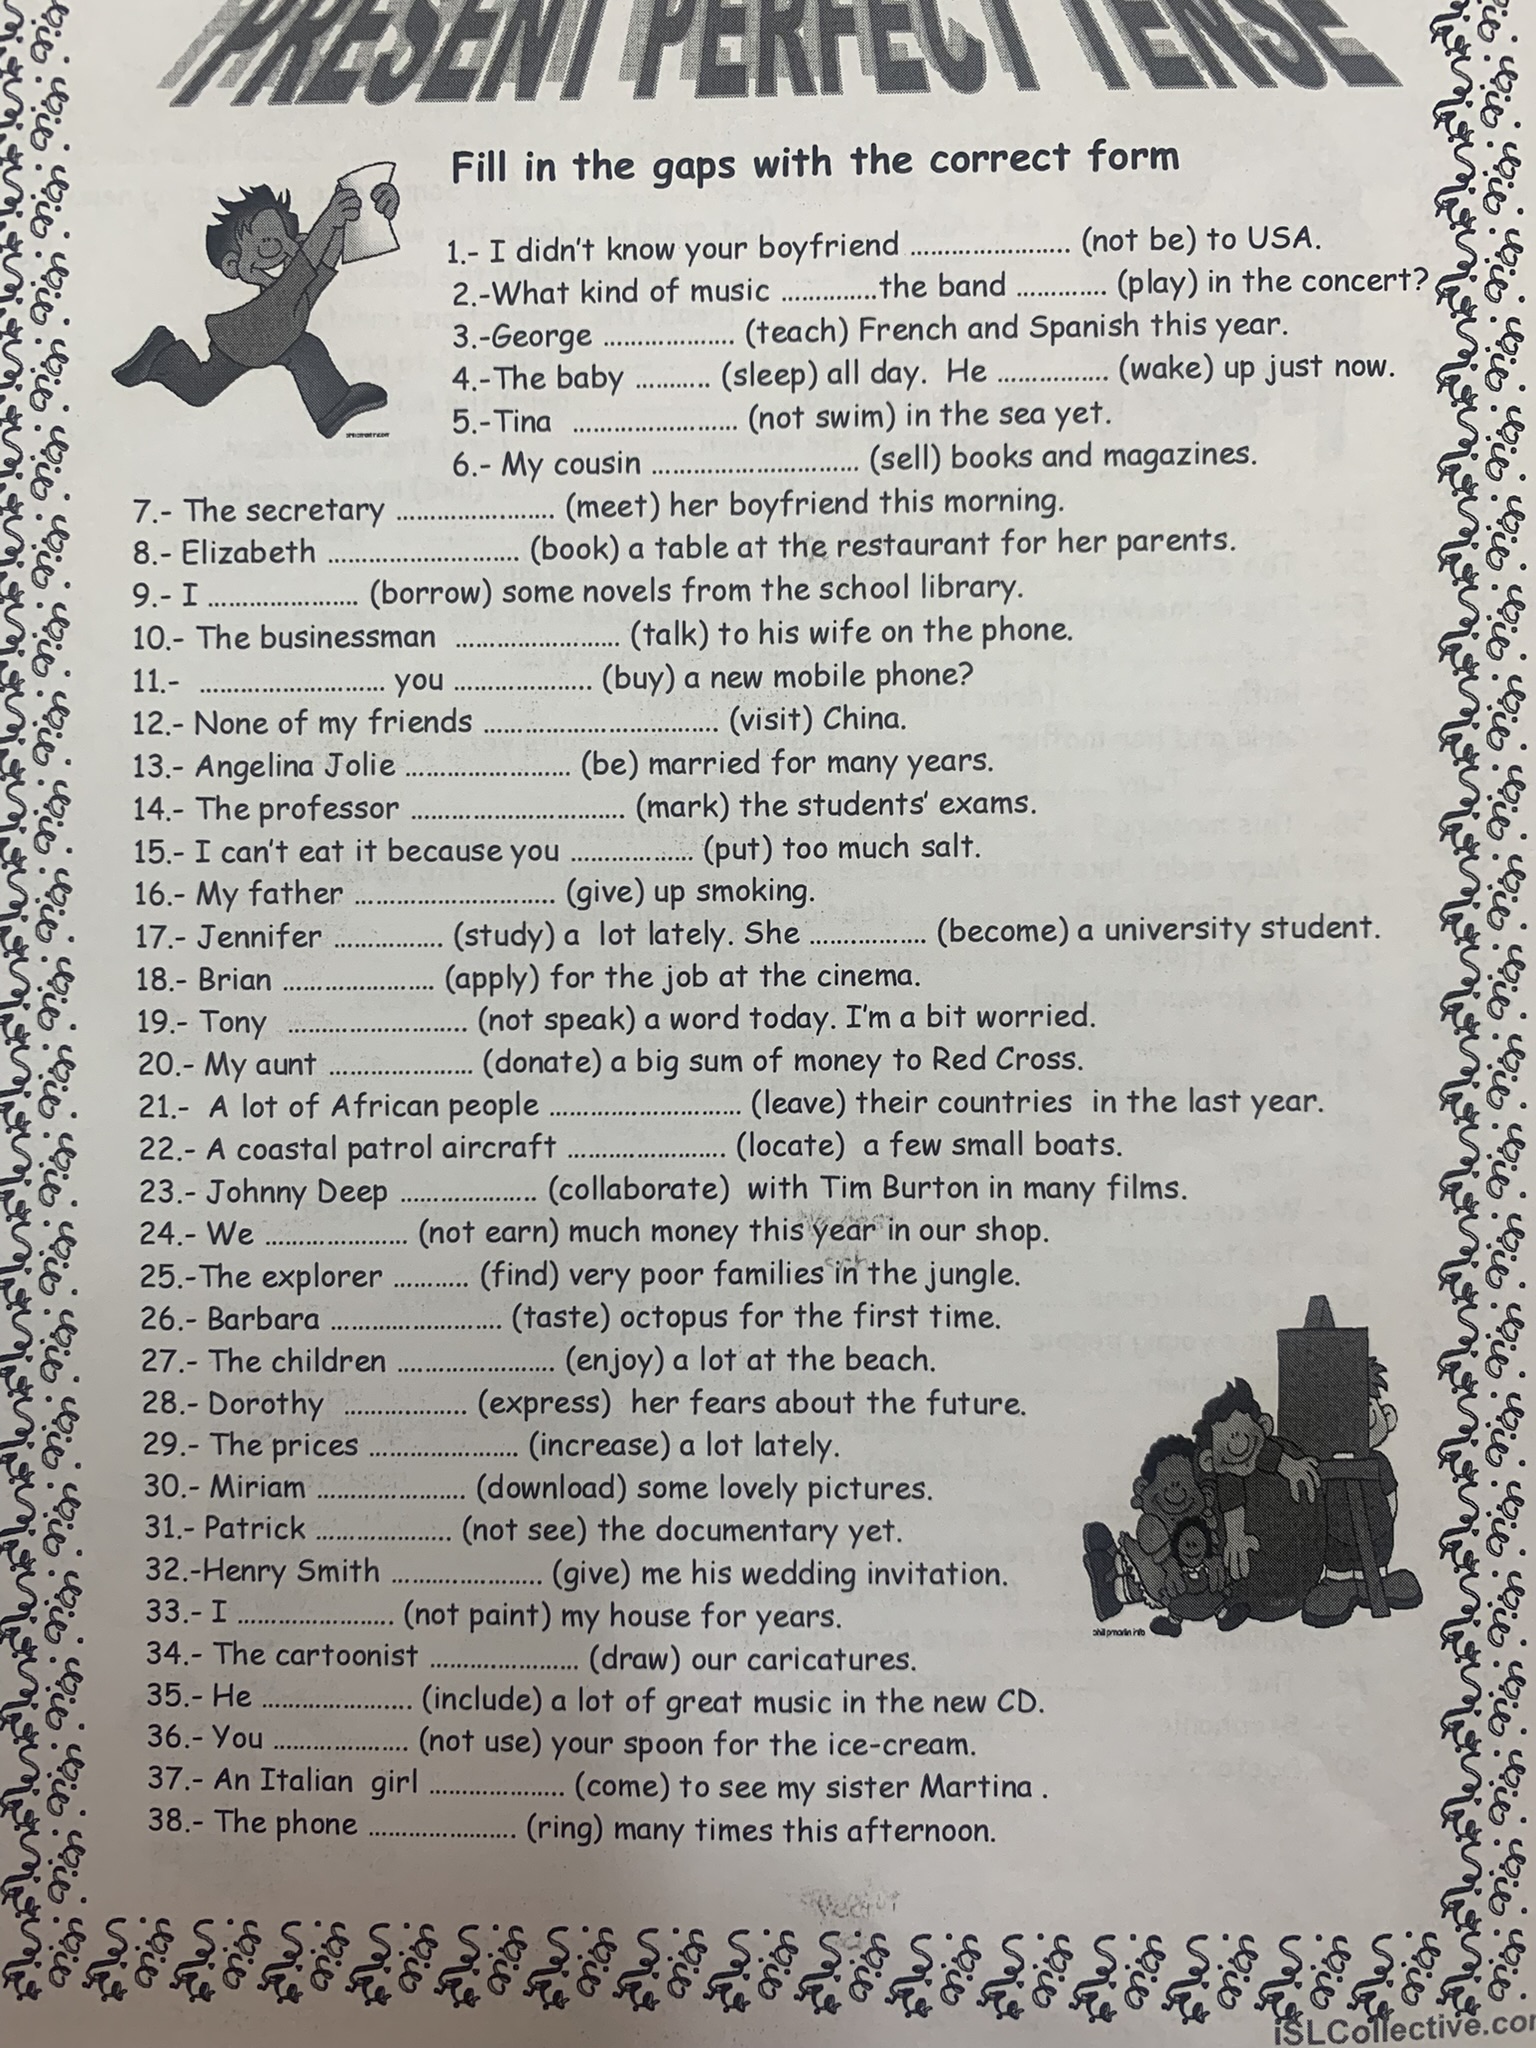 PRESENT PERFECT TENSE
Fill in the gaps with the correct form
1.- I didn't know your boyfriend ........................ (not be) to USA.
2.-What kind of music ..............the band ............. (play) in the concert?
3.-George .................... (teach) French and Spanish this year.
4.-The baby ........... (sleep) all day. He ................ (wake) up just now.
5.-Tina ......................... (not swim) in the sea yet.
6.- My cousin ............................... (sell) books and magazines.
7.- The secretary ........................ (meet) her boyfriend this morning.
8.- Elizabeth ............................. (book) a table at the restaurant for her parents.
9.- I ....................... (borrow) some novels from the school library.
10.- The businessman ......................... (talk) to his wife on the phone.
11.- ............................ you ..................... (buy) a new mobile phone?
12.- None of my friends ................................... (visit) China.
13.- Angelina Jolie ......................... (be) married for many years.
14.- The professor ................................ (mark) the students' exams.
15.- I can't eat it because you ................... (put) too much salt.
16.- My father .............................. (give) up smoking.
17.- Jennifer ................ (study) a lot lately. She ................. (become) a university student.
18.- Brian ....................... (apply) for the job at the cinema.
19.- Tony ........................... (not speak) a word today. I'm a bit worried.
20.- My aunt ...................... (donate) a big sum of money to Red Cross.
21.- A lot of African people ............................. (leave) their countries in the last year.
22.- A coastal patrol aircraft ........................ (locate) a few small boats.
23.- Johnny Deep ..................... (collaborate) with Tim Burton in many films.
24.- We ..................... (not earn) much money this year in our shop.
25.-The explorer ........... (find) very poor families in the jungle.
26.- Barbara .......................... (taste) octopus for the first time.
27.- The children ........................ (enjoy) a lot at the beach.
28.- Dorothy ................... (express) her fears about the future.
29.- The prices ....................... (increase) a lot lately.
30.- Miriam ....................... (download) some lovely pictures.
31.- Patrick ..................... (not see) the documentary yet.
32.-Henry Smith ....................... (give) me his wedding invitation.
33.- I ........................ (not paint) my house for years.
34.- The cartoonist ....................... (draw) our caricatures.
35.- He ....................... (include) a lot of great music in the new CD.
36.- You .................... (not use) your spoon for the ice-cream.
37.- An Italian girl .................... (come) to see my sister Martina .
38.- The phone ....................... (ring) many times this afternoon.
iSLCollective.com